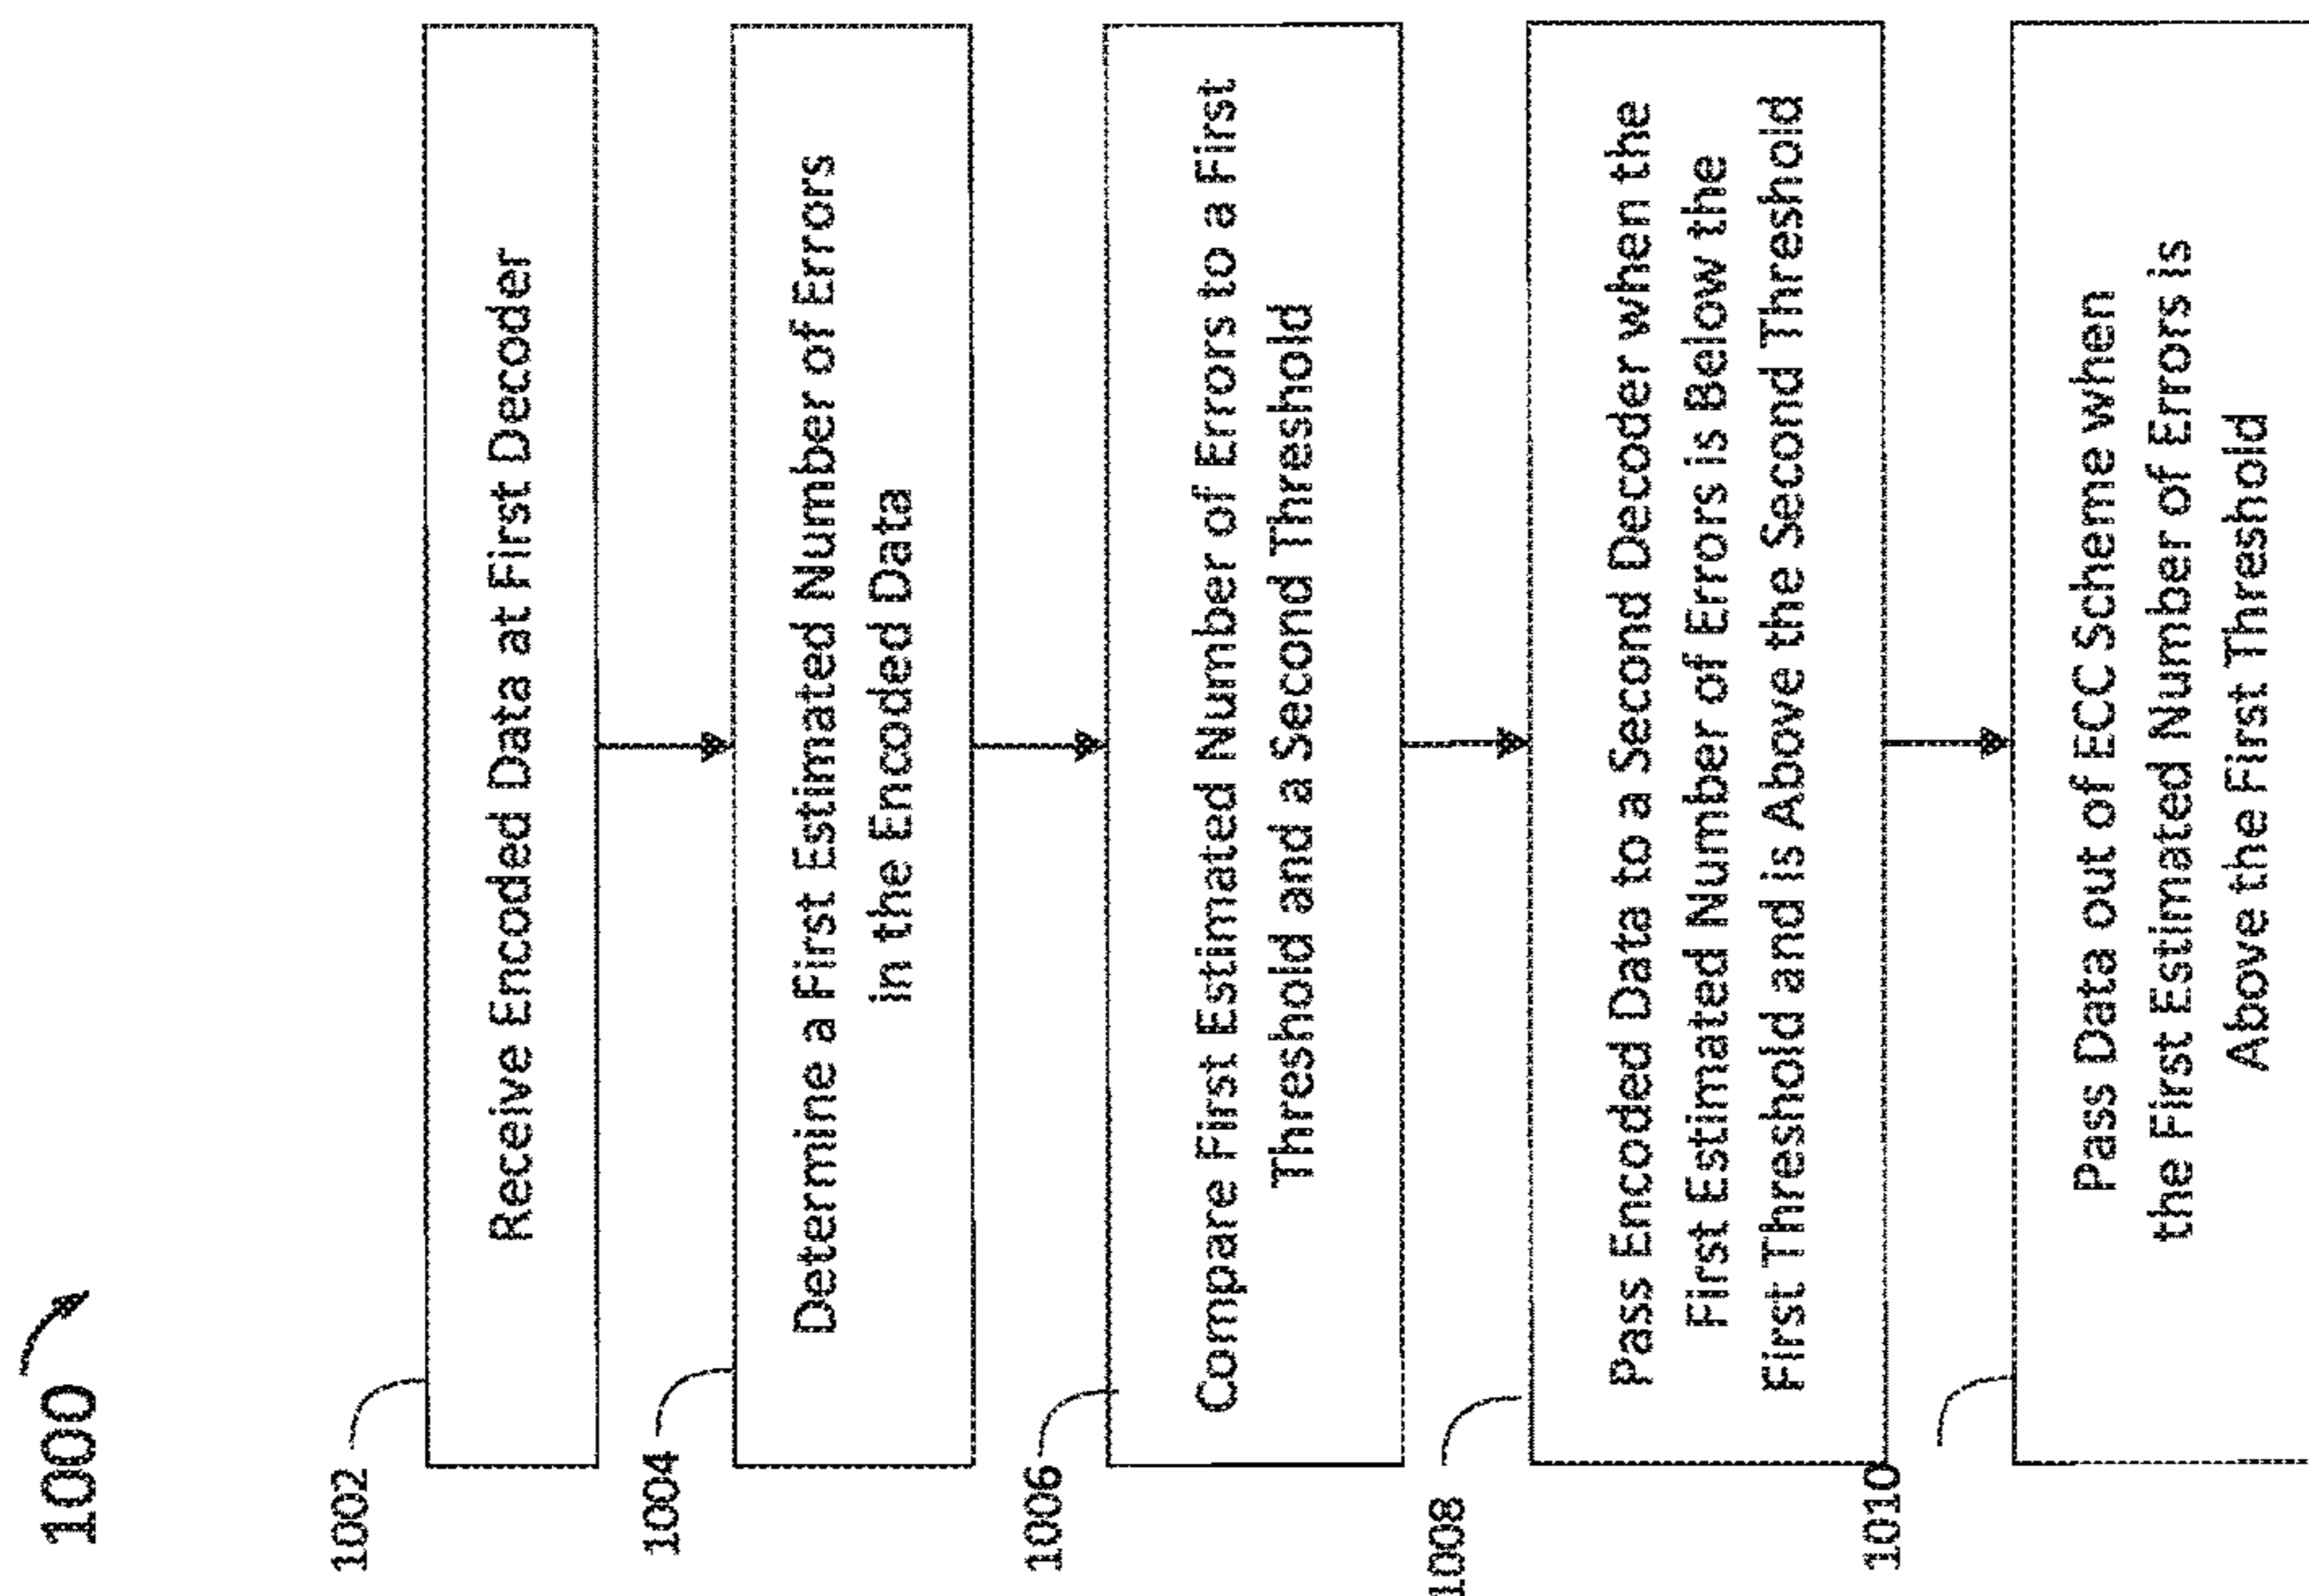 1000
1002
Receive Encoded Data at First Decoder
1004
Determine a First Estimated Number of Errors
in the Encoded Data
1006
Compare First Estimated Number of Errors to a First
Threshold and a Second Threshold
1008
Pass Encoded Data to a Second Decoder when the
First Estimated Number of Errors is Below the
First Threshold and is Above the Second Threshold
1010
Pass Data out of ECC Scheme when
the First Estimated Number of Errors is
Above the First Threshold